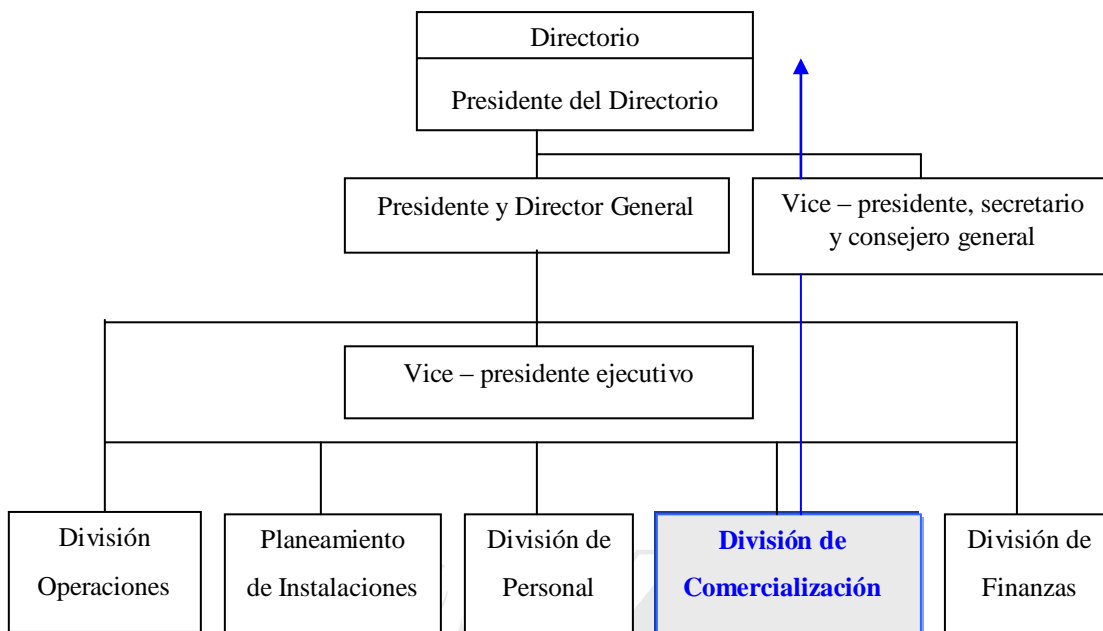 Directorio
Presidente del Directorio
Presidente y Director General
Vice – presidente, secretario
y consejero general
Vice – presidente ejecutivo
División
Operaciones
Planeamiento
de Instalaciones
División de
Personal
División de
Comercialización
División de
Finanzas